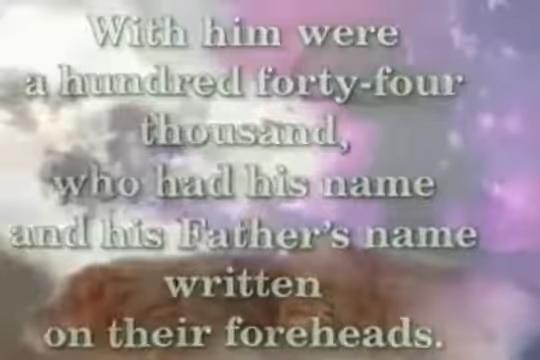 With him were
a hundred forty-four
thousand,
who had his name
and his Father's name
written
on their foreheads.